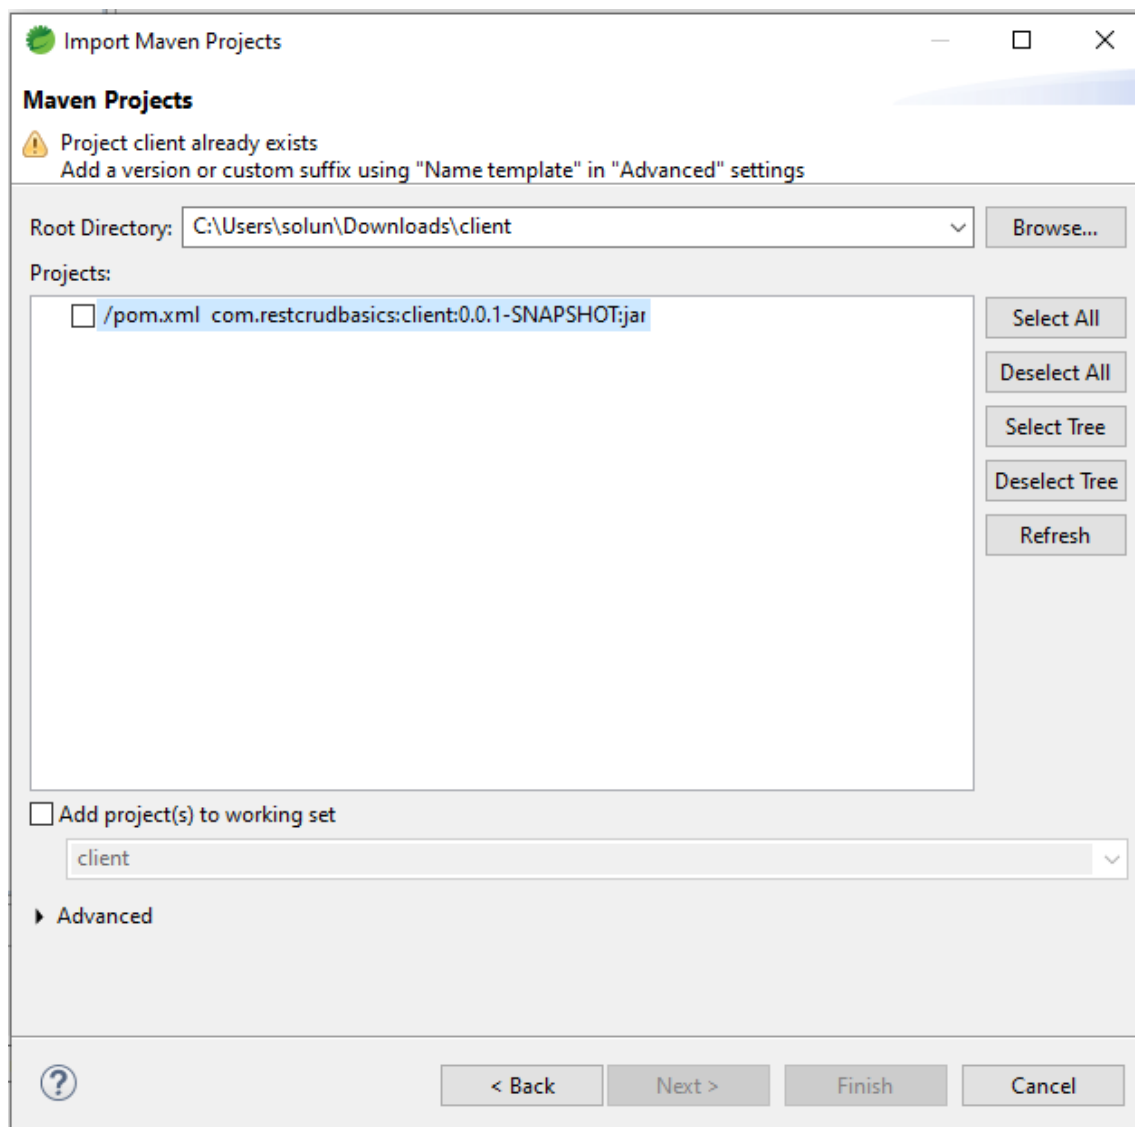 Import Maven Projects
Maven Projects
Project client already exists
Add a version or custom suffix using "Name template" in "Advanced" settings
Root Directory: C:\Users\solun\Downloads\client Browse...
Projects:
/pom.xml com.restcrudbasics:client:0.0.1-SNAPSHOT:jar
Select All
Deselect All
Select Tree
Deselect Tree
Refresh
Add project(s) to working set
client
Advanced
? < Back Next > Finish Cancel